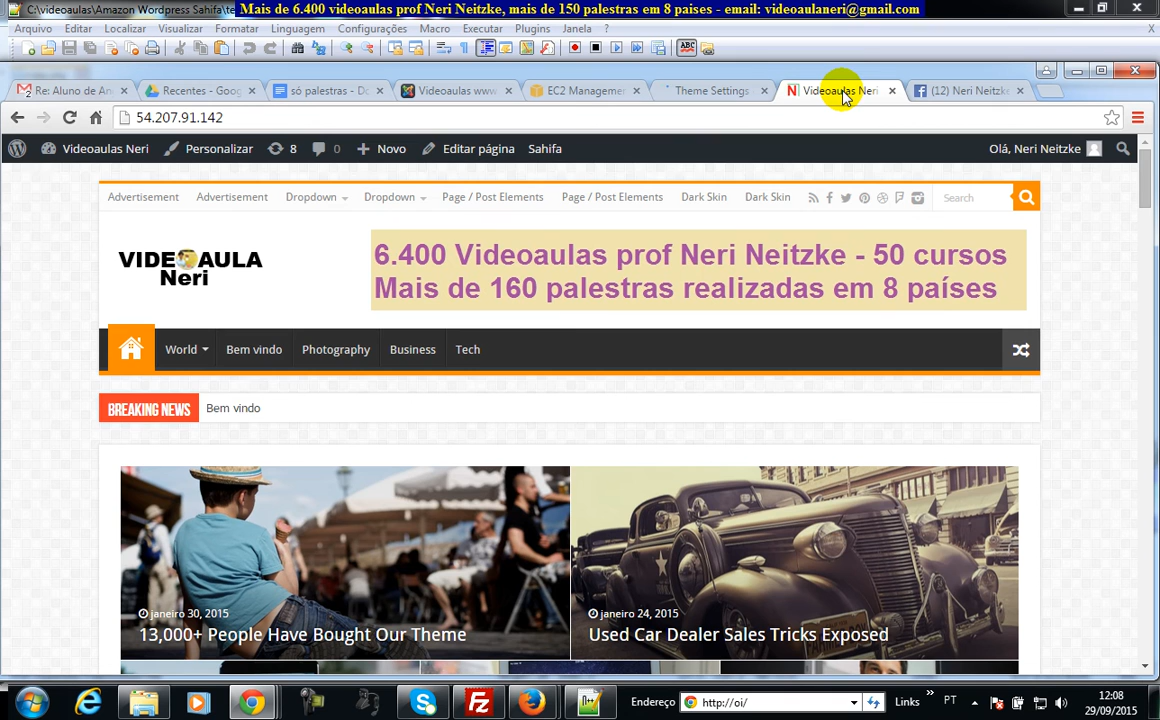 C:\videoaulas\Amazon Wordpress Sahifa\te
Mais de 6.400 videoaulas prof Neri Neitzke, mais de 150 palestras em 8 paises - email: videoaulaneri@gmail.com
Arquivo Editar Localizar Visualizar Formatar Linguagem Configurações Macro Executar Plugins Janela ? X
Re: Aluno de An Recentes - Goog só palestras - Do Videoaulas www EC2 Managemen Theme Settings Videoaulas Neri (12) Neri Neitzke
54.207.91.142
Videoaulas Neri Personalizar 8 0 Novo Editar página Sahifa Olá, Neri Neitzke
Advertisement Advertisement Dropdown Dropdown Page / Post Elements Page / Post Elements Dark Skin Dark Skin Search
VIDEOAULA
Neri
6.400 Videoaulas prof Neri Neitzke - 50 cursos
Mais de 160 palestras realizadas em 8 países
World Bem vindo Photography Business Tech
BREAKING NEWS Bem vindo
janeiro 30, 2015
13,000+ People Have Bought Our Theme
janeiro 24, 2015
Used Car Dealer Sales Tricks Exposed
Endereço http://oi/ Links » PT
12:08
29/09/2015